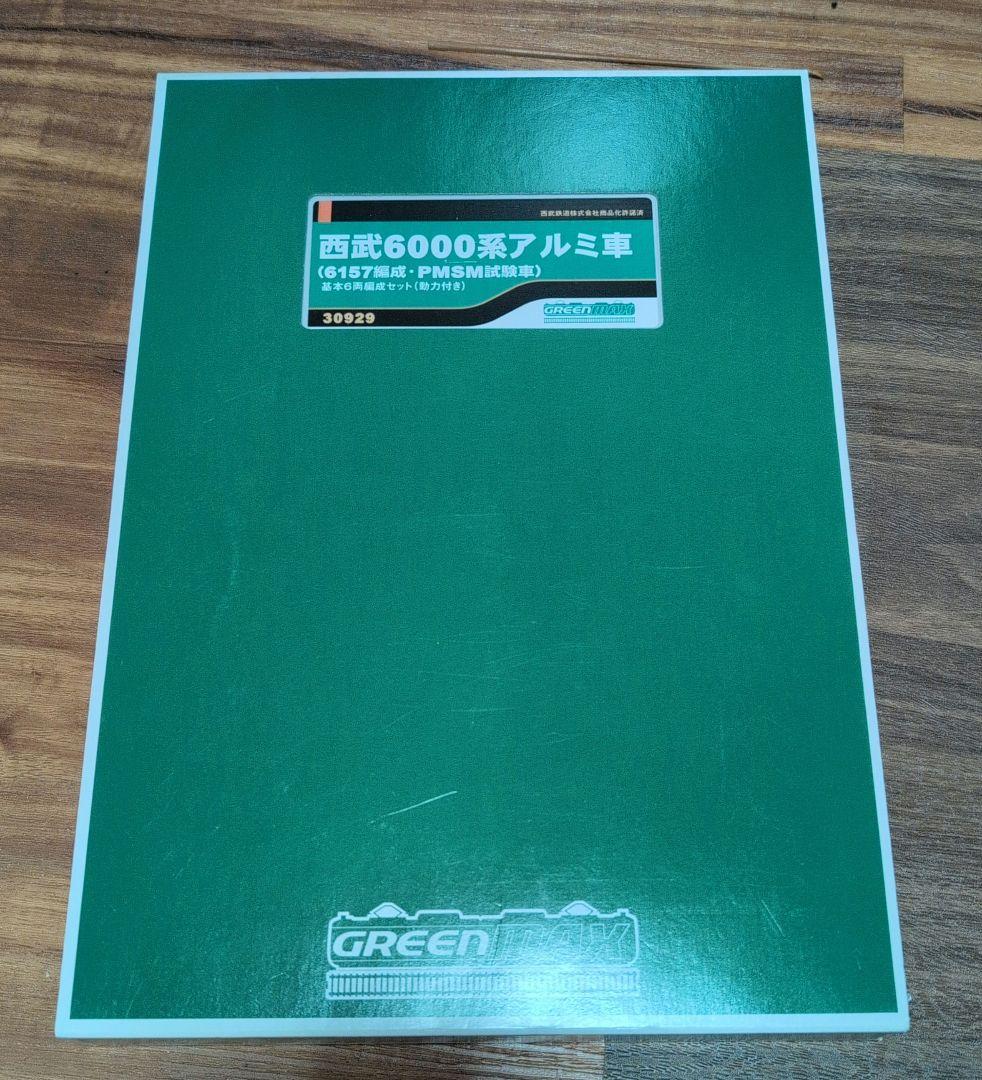 西武鉄道株式会社商品化許諾済
西武6000系アルミ車
(6157編成・PMSM試験車)
基本6両編成セット(動力付き)
30929
GREENMAX
GREENMAX